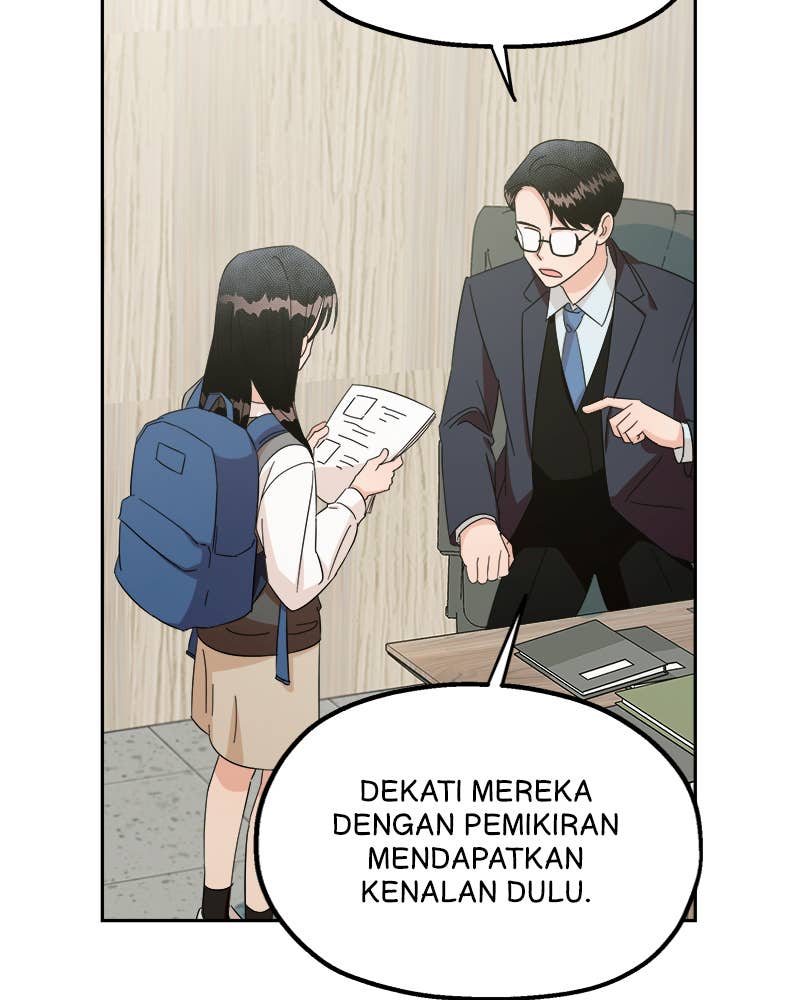 DEKATI MEREKA
DENGAN PEMIKIRAN
MENDAPATKAN
KENALAN DULU.